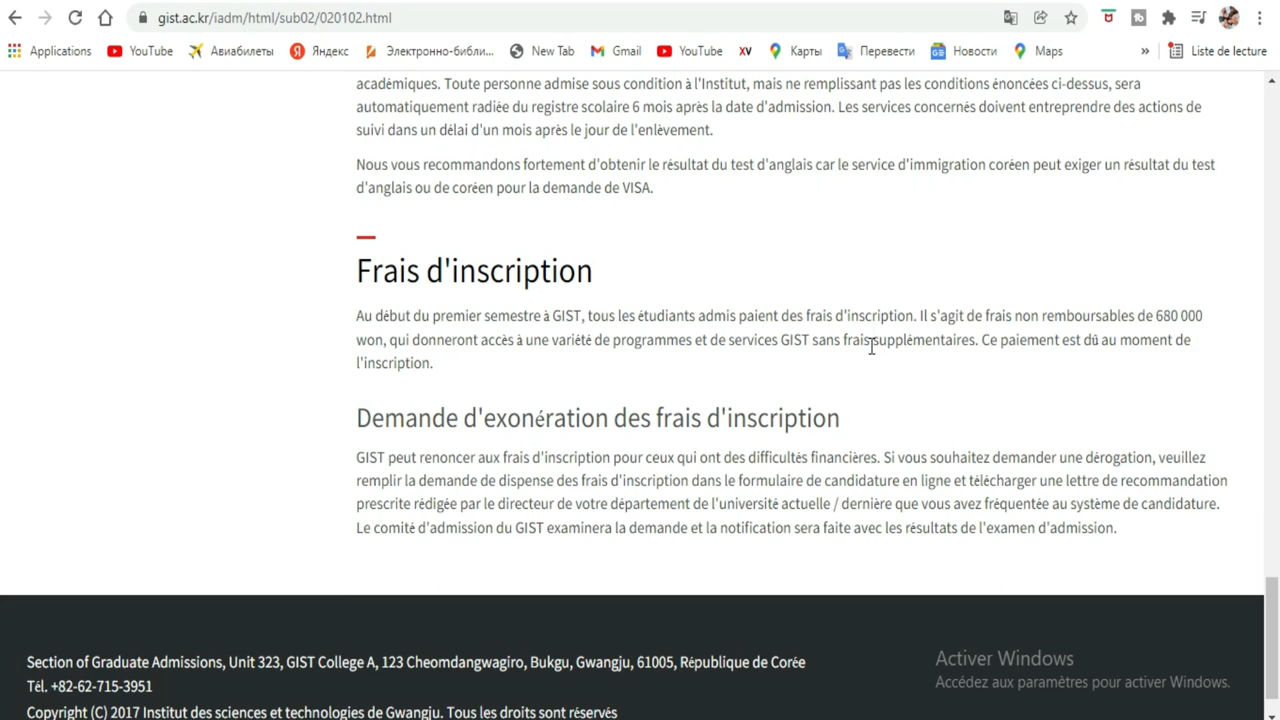 gist.ac.kr/iadm/html/sub02/020102.html
Applications YouTube Авиабилеты Яндекс Электронно-библи... New Tab Gmail YouTube XV Карты Перевести Новости Maps » Liste de lecture
académiques. Toute personne admise sous condition à l'Institut, mais ne remplissant pas les conditions énoncées ci-dessus, sera
automatiquement radiée du registre scolaire 6 mois après la date d'admission. Les services concernés doivent entreprendre des actions de
suivi dans un délai d'un mois après le jour de l'enlèvement.
Nous vous recommandons fortement d'obtenir le résultat du test d'anglais car le service d'immigration coréen peut exiger un résultat du test
d'anglais ou de coréen pour la demande de VISA.
Frais d'inscription
Au début du premier semestre à GIST, tous les étudiants admis paient des frais d'inscription. Il s'agit de frais non remboursables de 680 000
won, qui donneront accès à une variété de programmes et de services GIST sans frais supplémentaires. Ce paiement est dû au moment de
l'inscription.
Demande d'exonération des frais d'inscription
GIST peut renoncer aux frais d'inscription pour ceux qui ont des difficultés financières. Si vous souhaitez demander une dérogation, veuillez
remplir la demande de dispense des frais d'inscription dans le formulaire de candidature en ligne et télécharger une lettre de recommandation
prescrite rédigée par le directeur de votre département de l'université actuelle / dernière que vous avez fréquentée au système de candidature.
Le comité d'admission du GIST examinera la demande et la notification sera faite avec les résultats de l'examen d'admission.
Section of Graduate Admissions, Unit 323, GIST College A, 123 Cheomdangwagiro, Bukgu, Gwangju, 61005, République de Corée
Tél. +82-62-715-3951
Copyright (C) 2017 Institut des sciences et technologies de Gwangju. Tous les droits sont réservés
Activer Windows
Accédez aux paramètres pour activer Windows.